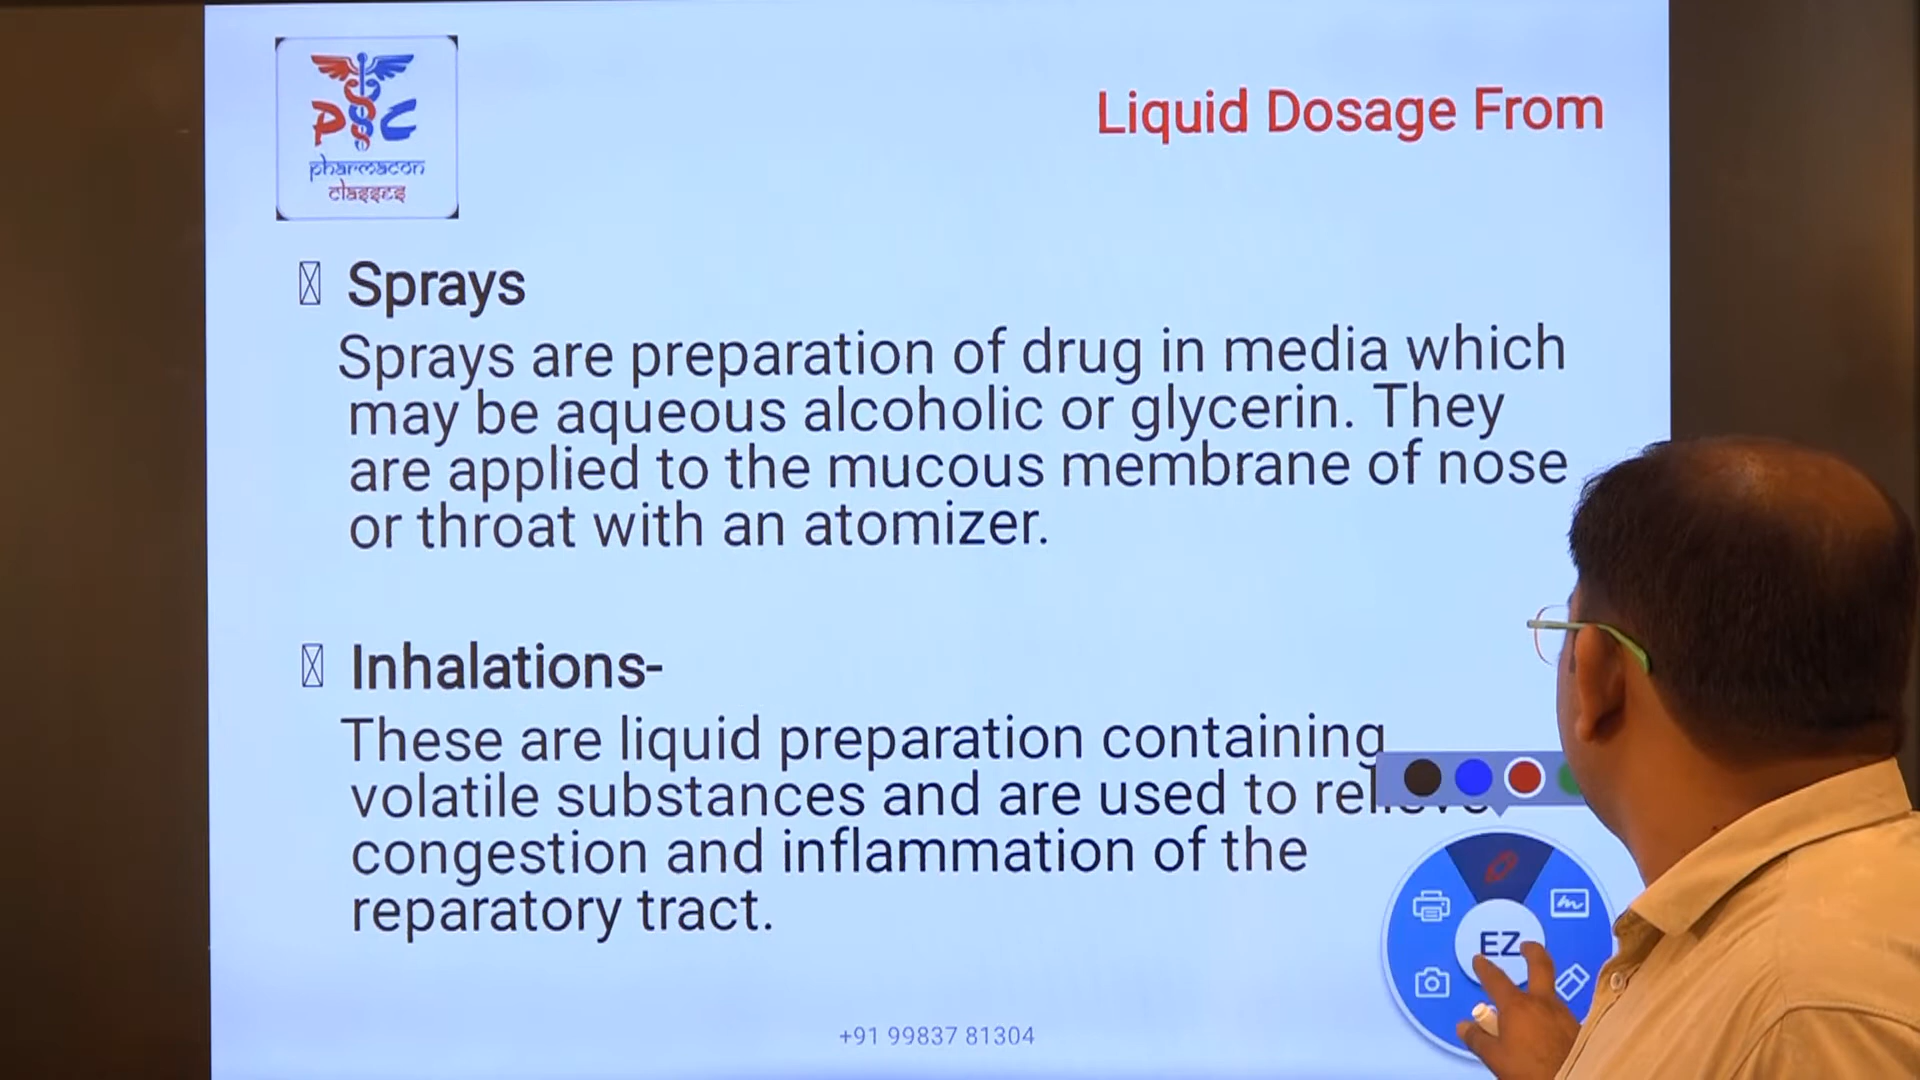 PSC
pharmacon
classes
Liquid Dosage From
Sprays
Sprays are preparation of drug in media which
may be aqueous alcoholic or glycerin. They
are applied to the mucous membrane of nose
or throat with an atomizer.
Inhalations-
These are liquid preparation containing
volatile substances and are used to relieve
congestion and inflammation of the
reparatory tract.
EZ
+91 99837 81304